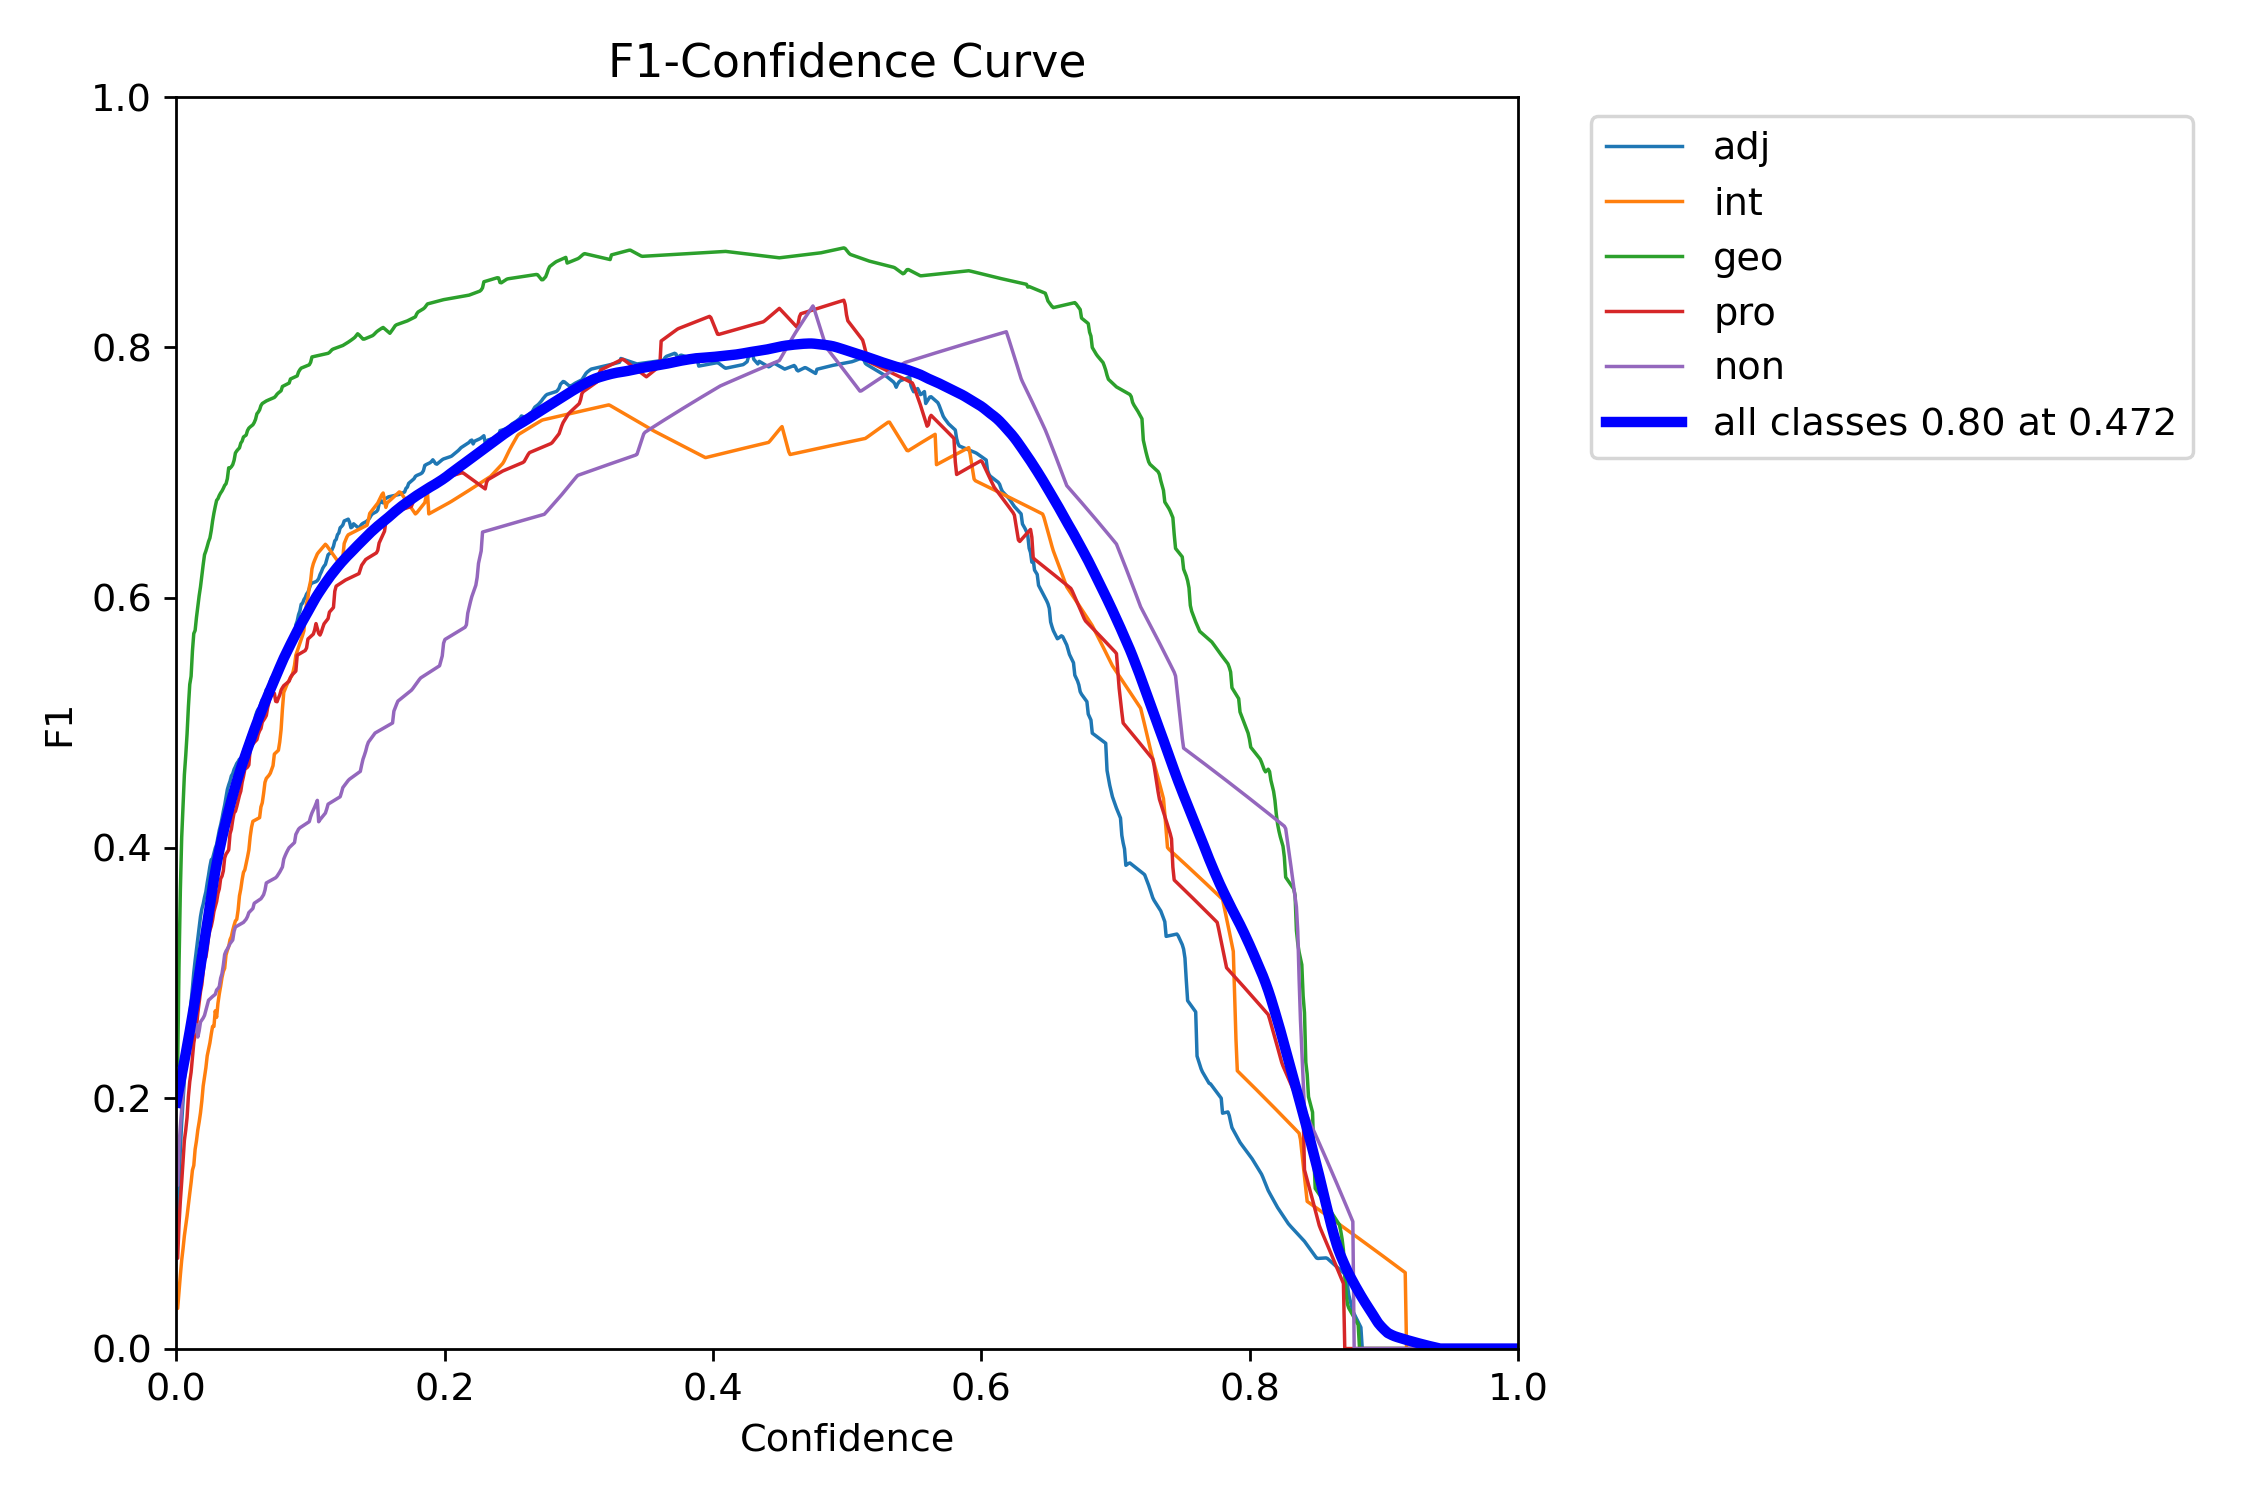 F1-Confidence Curve
1.0
0.8
0.6
0.4
0.2
0.0
F1
0.0 0.2 0.4 0.6 0.8 1.0
Confidence
adj
int
geo
pro
non
all classes 0.80 at 0.472